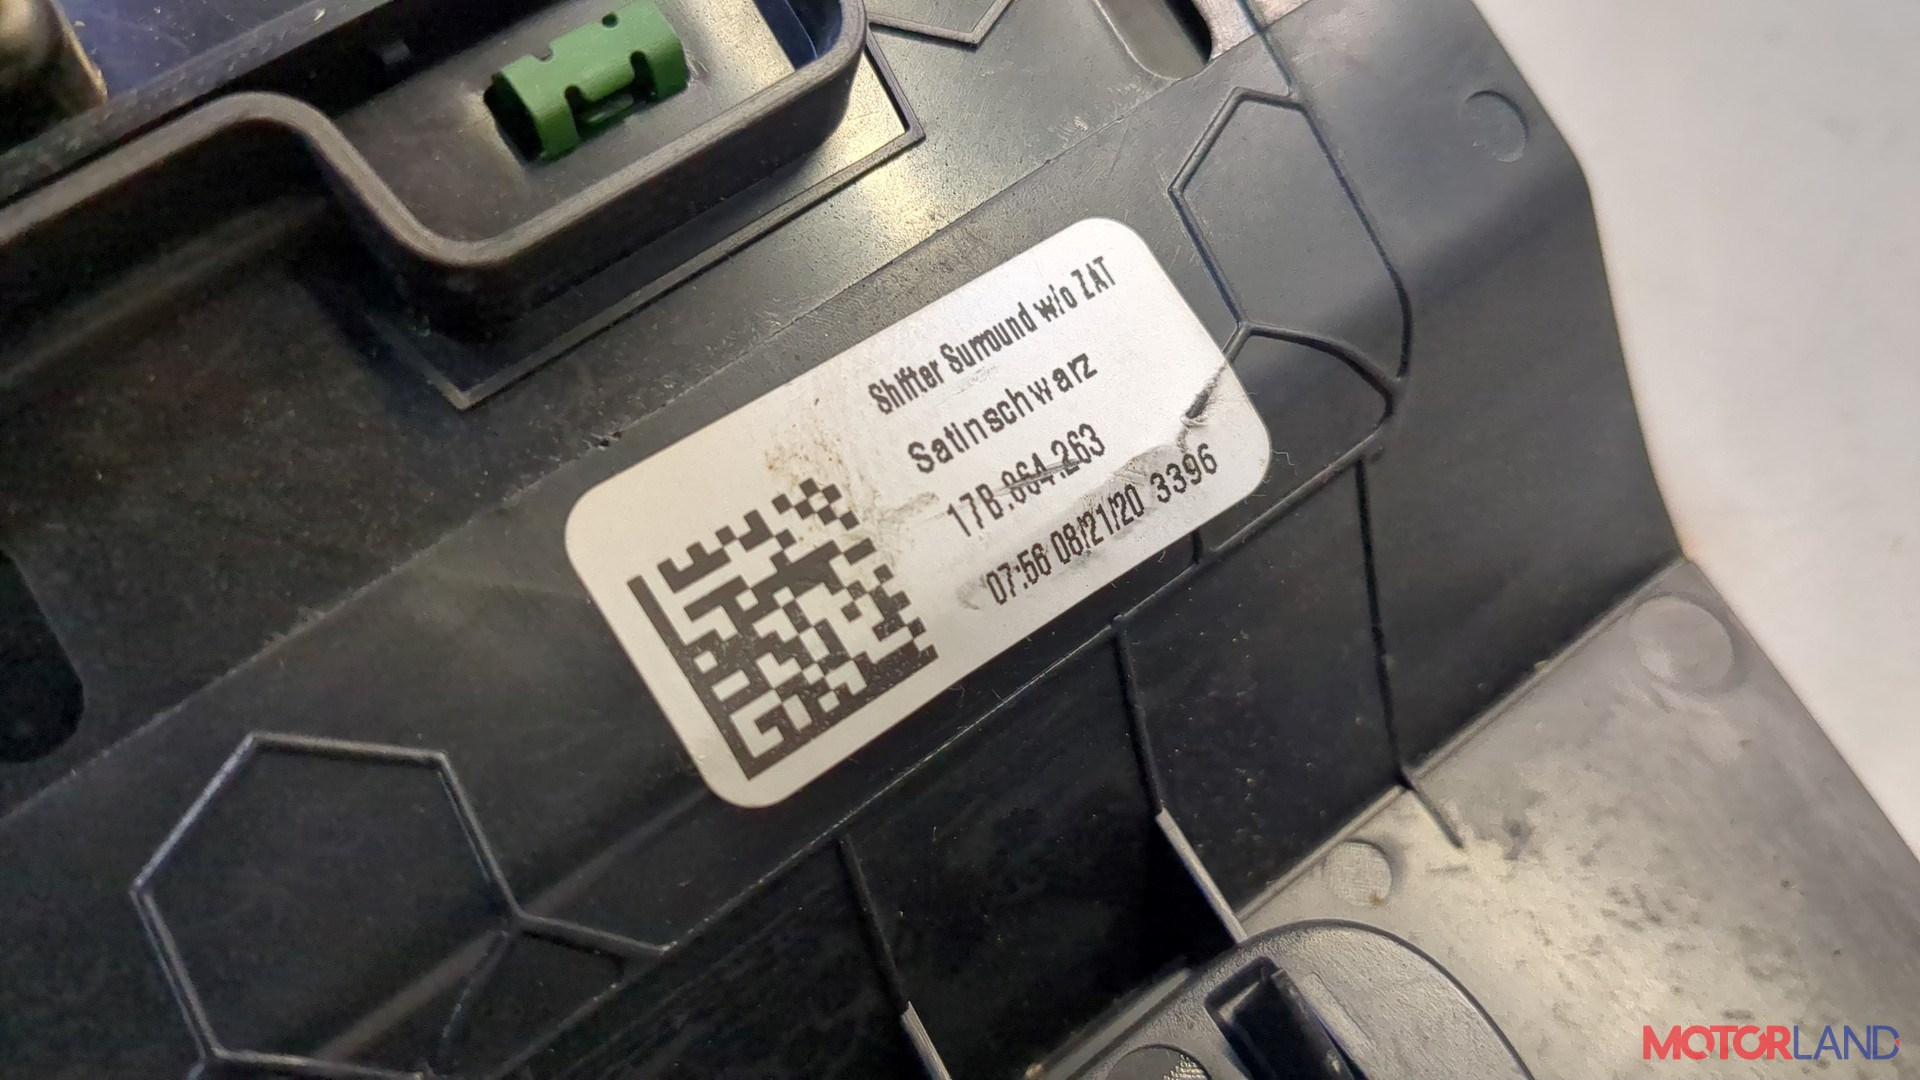 Shifter Surround w/o ZAT
Satinschwarz
17B.864.263
07:56 08/21/20 3396
MOTORLAND